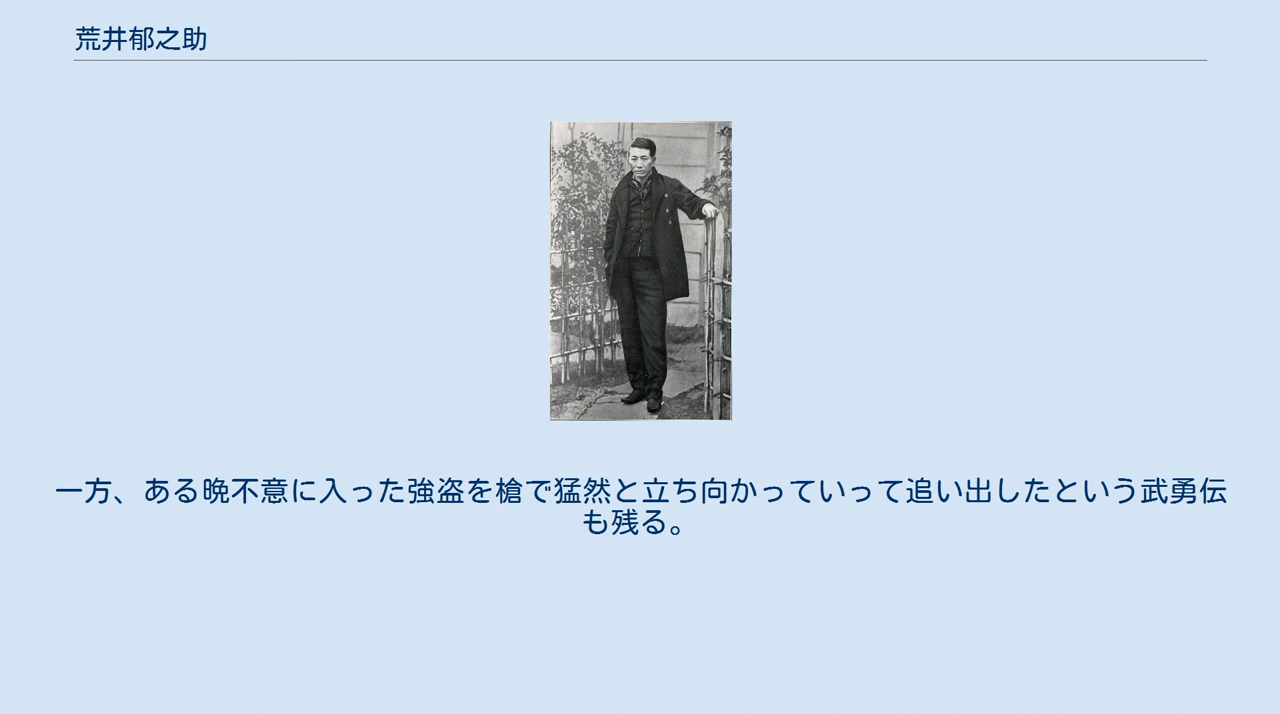 荒井郁之助
一方、ある晩不意に入った強盗を槍で猛然と立ち向かっていって追い出したという武勇伝
も残る。